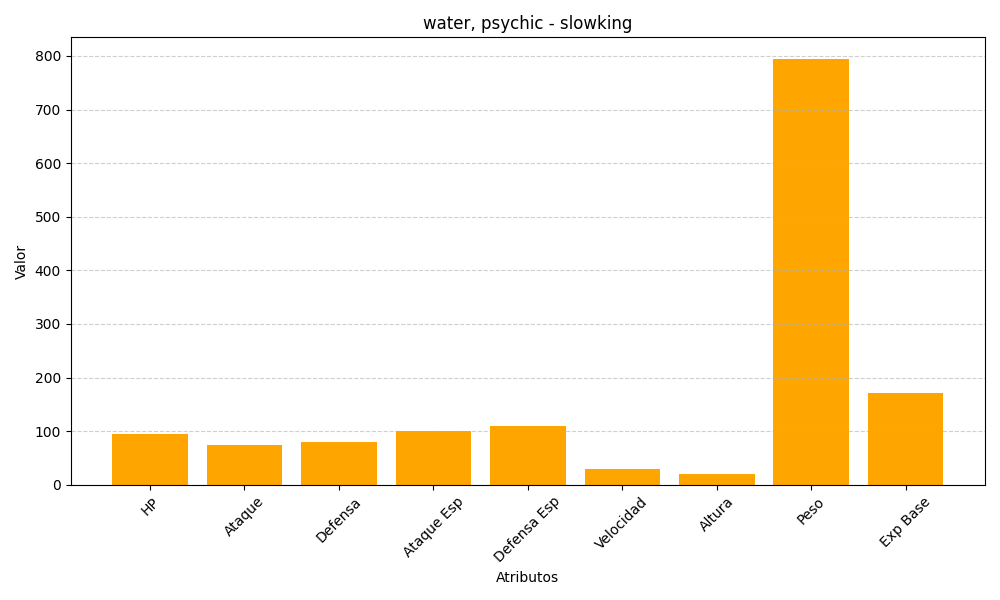 water, psychic - slowking
Valor
800
700
600
500
400
300
200
100
0
HP
Ataque
Defensa
Ataque Esp
Defensa Esp
Velocidad
Altura
Peso
Exp Base
Atributos